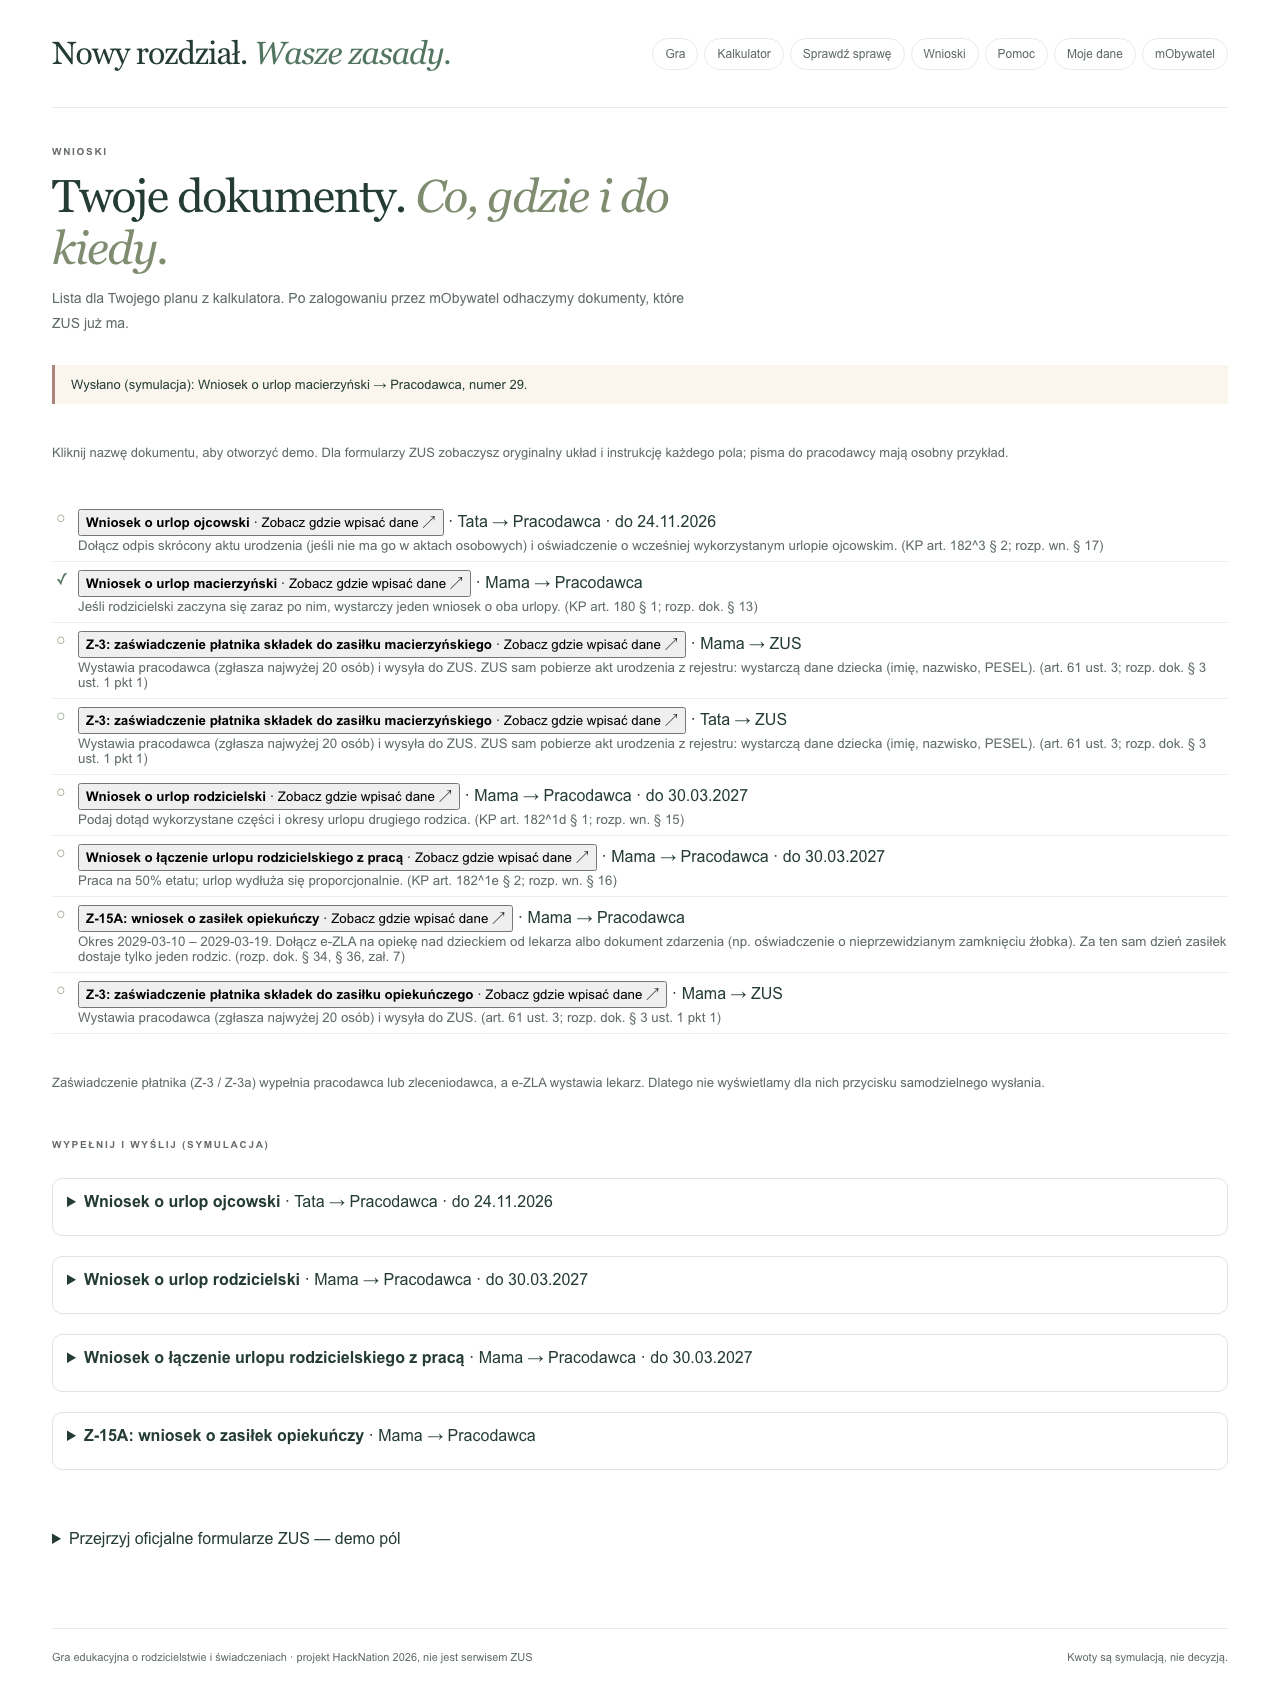 Nowy rozdział. Wasze zasady.
Gra
Kalkulator
Sprawdź sprawę
Wnioski
Pomoc
Moje dane
mObywatel
WNIOSKI
Twoje dokumenty. Co, gdzie i do
kiedy.
Lista dla Twojego planu z kalkulatora. Po zalogowaniu przez mObywatel odhaczymy dokumenty, które
ZUS już ma.
Wysłano (symulacja): Wniosek o urlop macierzyński → Pracodawca, numer 29.
Kliknij nazwę dokumentu, aby otworzyć demo. Dla formularzy ZUS zobaczysz oryginalny układ i instrukcję każdego pola; pisma do pracodawcy mają osobny przykład.
○ Wniosek o urlop ojcowski · Zobacz gdzie wpisać dane ↗ · Tata → Pracodawca · do 24.11.2026
Dołącz odpis skrócony aktu urodzenia (jeśli nie ma go w aktach osobowych) i oświadczenie o wcześniej wykorzystanym urlopie ojcowskim. (KP art. 182^3 § 2; rozp. wn. § 17)
✓ Wniosek o urlop macierzyński · Zobacz gdzie wpisać dane ↗ · Mama → Pracodawca
Jeśli rodzicielski zaczyna się zaraz po nim, wystarczy jeden wniosek o oba urlopy. (KP art. 180 § 1; rozp. dok. § 13)
○ Z-3: zaświadczenie płatnika składek do zasiłku macierzyńskiego · Zobacz gdzie wpisać dane ↗ · Mama → ZUS
Wystawia pracodawca (zgłasza najwyżej 20 osób) i wysyła do ZUS. ZUS sam pobierze akt urodzenia z rejestru: wystarczą dane dziecka (imię, nazwisko, PESEL). (art. 61 ust. 3; rozp. dok. § 3
ust. 1 pkt 1)
○ Z-3: zaświadczenie płatnika składek do zasiłku macierzyńskiego · Zobacz gdzie wpisać dane ↗ · Tata → ZUS
Wystawia pracodawca (zgłasza najwyżej 20 osób) i wysyła do ZUS. ZUS sam pobierze akt urodzenia z rejestru: wystarczą dane dziecka (imię, nazwisko, PESEL). (art. 61 ust. 3; rozp. dok. § 3
ust. 1 pkt 1)
○ Wniosek o urlop rodzicielski · Zobacz gdzie wpisać dane ↗ · Mama → Pracodawca · do 30.03.2027
Podaj dotąd wykorzystane części i okresy urlopu drugiego rodzica. (KP art. 182^1d § 1; rozp. wn. § 15)
○ Wniosek o łączenie urlopu rodzicielskiego z pracą · Zobacz gdzie wpisać dane ↗ · Mama → Pracodawca · do 30.03.2027
Praca na 50% etatu; urlop wydłuża się proporcjonalnie. (KP art. 182^1e § 2; rozp. wn. § 16)
○ Z-15A: wniosek o zasiłek opiekuńczy · Zobacz gdzie wpisać dane ↗ · Mama → Pracodawca
Okres 2029-03-10 – 2029-03-19. Dołącz e-ZLA na opiekę nad dzieckiem od lekarza albo dokument zdarzenia (np. oświadczenie o nieprzewidzianym zamknięciu żłobka). Za ten sam dzień zasiłek
dostaje tylko jeden rodzic. (rozp. dok. § 34, § 36, zał. 7)
○ Z-3: zaświadczenie płatnika składek do zasiłku opiekuńczego · Zobacz gdzie wpisać dane ↗ · Mama → ZUS
Wystawia pracodawca (zgłasza najwyżej 20 osób) i wysyła do ZUS. (art. 61 ust. 3; rozp. dok. § 3 ust. 1 pkt 1)
Zaświadczenie płatnika (Z-3 / Z-3a) wypełnia pracodawca lub zleceniodawca, a e-ZLA wystawia lekarz. Dlatego nie wyświetlamy dla nich przycisku samodzielnego wysłania.
WYPEŁNIJ I WYŚLIJ (SYMULACJA)
▶ Wniosek o urlop ojcowski · Tata → Pracodawca · do 24.11.2026
▶ Wniosek o urlop rodzicielski · Mama → Pracodawca · do 30.03.2027
▶ Wniosek o łączenie urlopu rodzicielskiego z pracą · Mama → Pracodawca · do 30.03.2027
▶ Z-15A: wniosek o zasiłek opiekuńczy · Mama → Pracodawca
▶ Przejrzyj oficjalne formularze ZUS — demo pól
Gra edukacyjna o rodzicielstwie i świadczeniach · projekt HackNation 2026, nie jest serwisem ZUS
Kwoty są symulacją, nie decyzją.